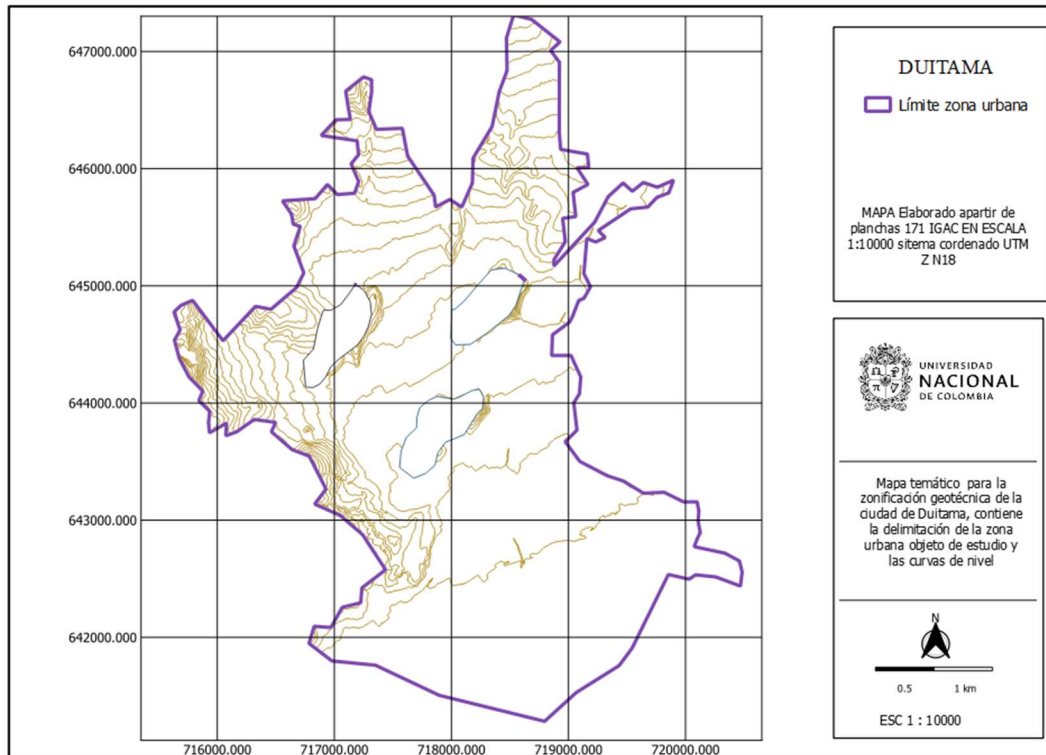 647000.000
646000.000
645000.000
644000.000
643000.000
642000.000
716000.000
717000.000
718000.000
719000.000
720000.000
DUITAMA
Límite zona urbana
MAPA Elaborado apartir de
planchas 171 IGAC EN ESCALA
1:10000 sitema cordenado UTM
Z N18
UNIVERSIDAD
NACIONAL
DE COLOMBIA
Mapa temático para la
zonificación geotécnica de la
ciudad de Duitama, contiene
la delimitación de la zona
urbana objeto de estudio y
las curvas de nivel
N
0.5 1 km
ESC 1 : 10000